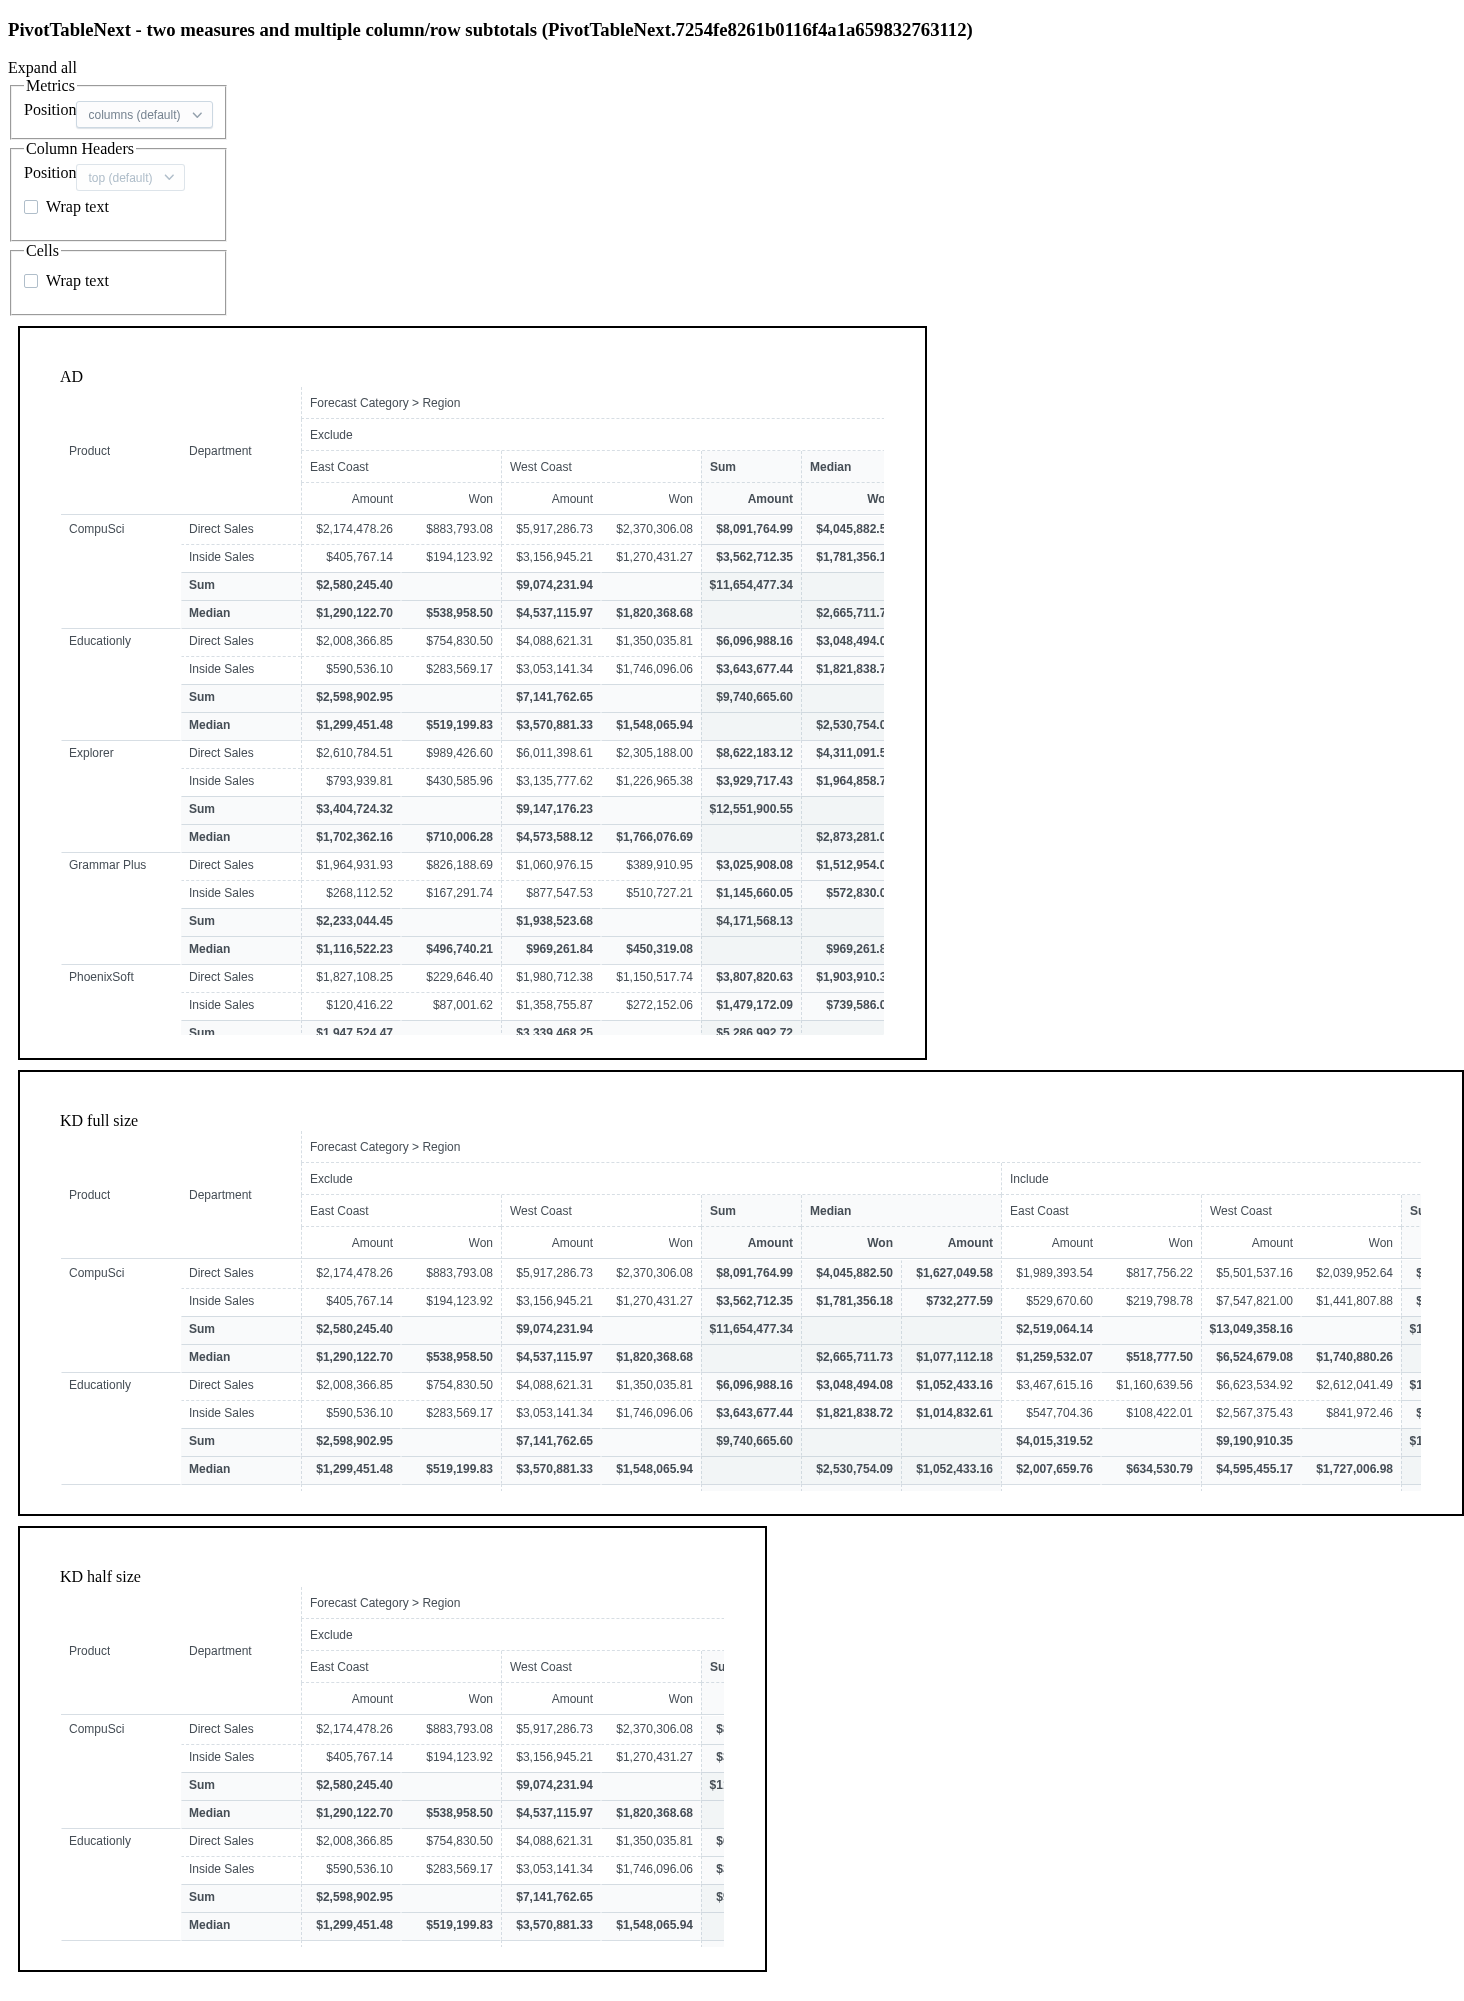 PivotTableNext - two measures and multiple column/row subtotals (PivotTableNext.7254fe8261b0116f4a1a659832763112)
Expand all
Metrics
Position columns (default)
Column Headers
Position top (default)
Wrap text
Cells
Wrap text
AD
Forecast Category > Region
Exclude
Product Department
East Coast West Coast Sum Median
Amount Won Amount Won Amount
CompuSci Direct Sales $2,174,478.26 $883,793.08 $5,917,286.73 $2,370,306.08 $8,091,764.99 $4,045,882.5
Inside Sales $405,767.14 $194,123.92 $3,156,945.21 $1,270,431.27 $3,562,712.35 $1,781,356.1
Sum $2,580,245.40 $9,074,231.94 $11,654,477.34
Median $1,290,122.70 $538,958.50 $4,537,115.97 $1,820,368.68 $2,665,711.7
Educationly Direct Sales $2,008,366.85 $754,830.50 $4,088,621.31 $1,350,035.81 $6,096,988.16 $3,048,494.0
Inside Sales $590,536.10 $283,569.17 $3,053,141.34 $1,746,096.06 $3,643,677.44 $1,821,838.7
Sum $2,598,902.95 $7,141,762.65 $9,740,665.60
Median $1,299,451.48 $519,199.83 $3,570,881.33 $1,548,065.94 $2,530,754.0
Explorer Direct Sales $2,610,784.51 $989,426.60 $6,011,398.61 $2,305,188.00 $8,622,183.12 $4,311,091.5
Inside Sales $793,939.81 $430,585.96 $3,135,777.62 $1,226,965.38 $3,929,717.43 $1,964,858.7
Sum $3,404,724.32 $9,147,176.23 $12,551,900.55
Median $1,702,362.16 $710,006.28 $4,573,588.12 $1,766,076.69 $2,873,281.0
Grammar Plus Direct Sales $1,964,931.93 $826,188.69 $1,060,976.15 $389,910.95 $3,025,908.08 $1,512,954.0
Inside Sales $268,112.52 $167,291.74 $877,547.53 $510,727.21 $1,145,660.05 $572,830.0
Sum $2,233,044.45 $1,938,523.68 $4,171,568.13
Median $1,116,522.23 $496,740.21 $969,261.84 $450,319.08 $969,261.8
PhoenixSoft Direct Sales $1,827,108.25 $229,646.40 $1,980,712.38 $1,150,517.74 $3,807,820.63 $1,903,910.3
Inside Sales $120,416.22 $87,001.62 $1,358,755.87 $272,152.06 $1,479,172.09 $739,586.0
Sum $1,947,524.47 $3,339,468.25 $5,286,992.72
KD full size
Forecast Category > Region
Exclude Include
Product Department
East Coast West Coast Sum Median East Coast West Coast
Amount Won Amount Won Amount Won Amount Amount Won Amount Won
CompuSci Direct Sales $2,174,478.26 $883,793.08 $5,917,286.73 $2,370,306.08 $8,091,764.99 $4,045,882.50 $1,627,049.58 $1,989,393.54 $817,756.22 $5,501,537.16 $2,039,952.64 $
Inside Sales $405,767.14 $194,123.92 $3,156,945.21 $1,270,431.27 $3,562,712.35 $1,781,356.18 $732,277.59 $529,670.60 $219,798.78 $7,547,821.00 $1,441,807.88 $
Sum $2,580,245.40 $9,074,231.94 $11,654,477.34 $2,519,064.14 $13,049,358.16 $1
Median $1,290,122.70 $538,958.50 $4,537,115.97 $1,820,368.68 $2,665,711.73 $1,077,112.18 $1,259,532.07 $518,777.50 $6,524,679.08 $1,740,880.26
Educationly Direct Sales $2,008,366.85 $754,830.50 $4,088,621.31 $1,350,035.81 $6,096,988.16 $3,048,494.08 $1,052,433.16 $3,467,615.16 $1,160,639.56 $6,623,534.92 $2,612,041.49 $1
Inside Sales $590,536.10 $283,569.17 $3,053,141.34 $1,746,096.06 $3,643,677.44 $1,821,838.72 $1,014,832.61 $547,704.36 $108,422.01 $2,567,375.43 $841,972.46 $
Sum $2,598,902.95 $7,141,762.65 $9,740,665.60 $4,015,319.52 $9,190,910.35 $1
Median $1,299,451.48 $519,199.83 $3,570,881.33 $1,548,065.94 $2,530,754.09 $1,052,433.16 $2,007,659.76 $634,530.79 $4,595,455.17 $1,727,006.98
KD half size
Forecast Category > Region
Exclude
Product Department
East Coast West Coast
Amount Won Amount Won
CompuSci Direct Sales $2,174,478.26 $883,793.08 $5,917,286.73 $2,370,306.08
Inside Sales $405,767.14 $194,123.92 $3,156,945.21 $1,270,431.27
Sum $2,580,245.40 $9,074,231.94 $1
Median $1,290,122.70 $538,958.50 $4,537,115.97 $1,820,368.68
Educationly Direct Sales $2,008,366.85 $754,830.50 $4,088,621.31 $1,350,035.81
Inside Sales $590,536.10 $283,569.17 $3,053,141.34 $1,746,096.06
Sum $2,598,902.95 $7,141,762.65
Median $1,299,451.48 $519,199.83 $3,570,881.33 $1,548,065.94